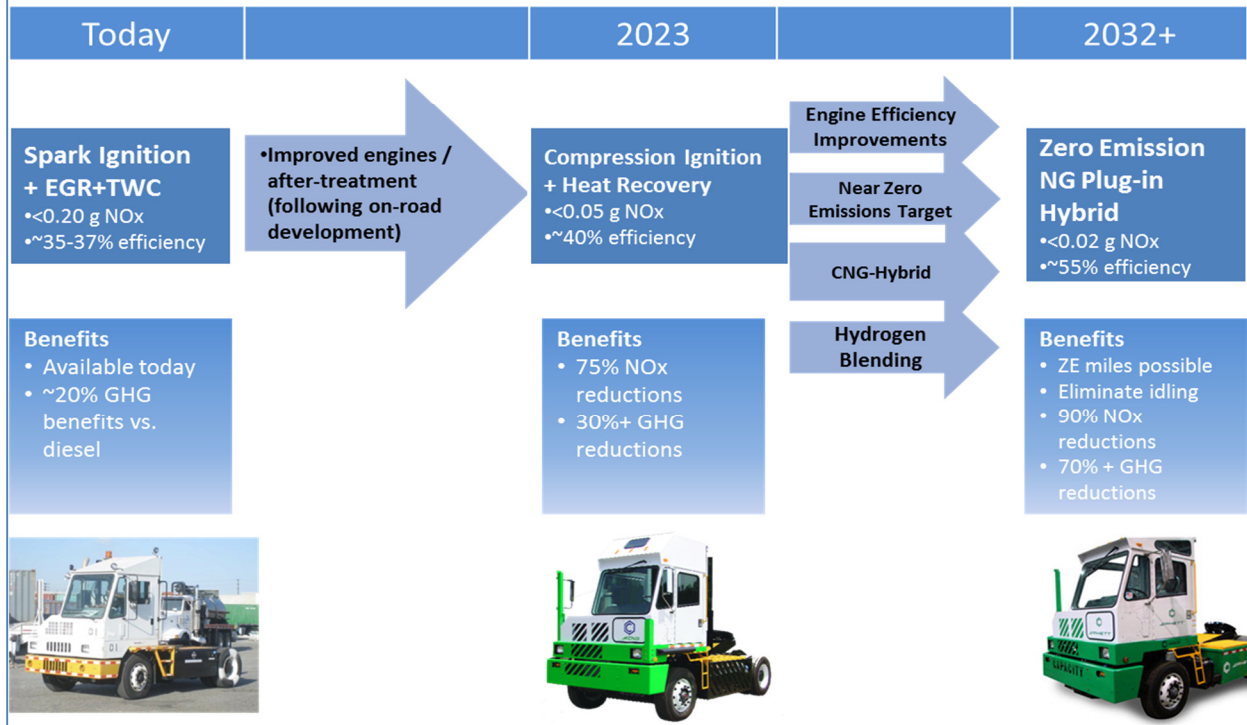 Today
2023
2032+
Spark Ignition
+ EGR+TWC
•<0.20 g NOx
•~35-37% efficiency
•Improved engines /
after-treatment
(following on-road
development)
Compression Ignition
+ Heat Recovery
•<0.05 g NOx
•~40% efficiency
Engine Efficiency
Improvements
Near Zero
Emissions Target
CNG-Hybrid
Hydrogen
Blending
Zero Emission
NG Plug-in
Hybrid
•<0.02 g NOx
•~55% efficiency
Benefits
• Available today
• ~20% GHG
benefits vs.
diesel
Benefits
• 75% NOx
reductions
• 30%+ GHG
reductions
Benefits
• ZE miles possible
• Eliminate idling
• 90% NOx
reductions
• 70% + GHG
reductions
CAPACITY